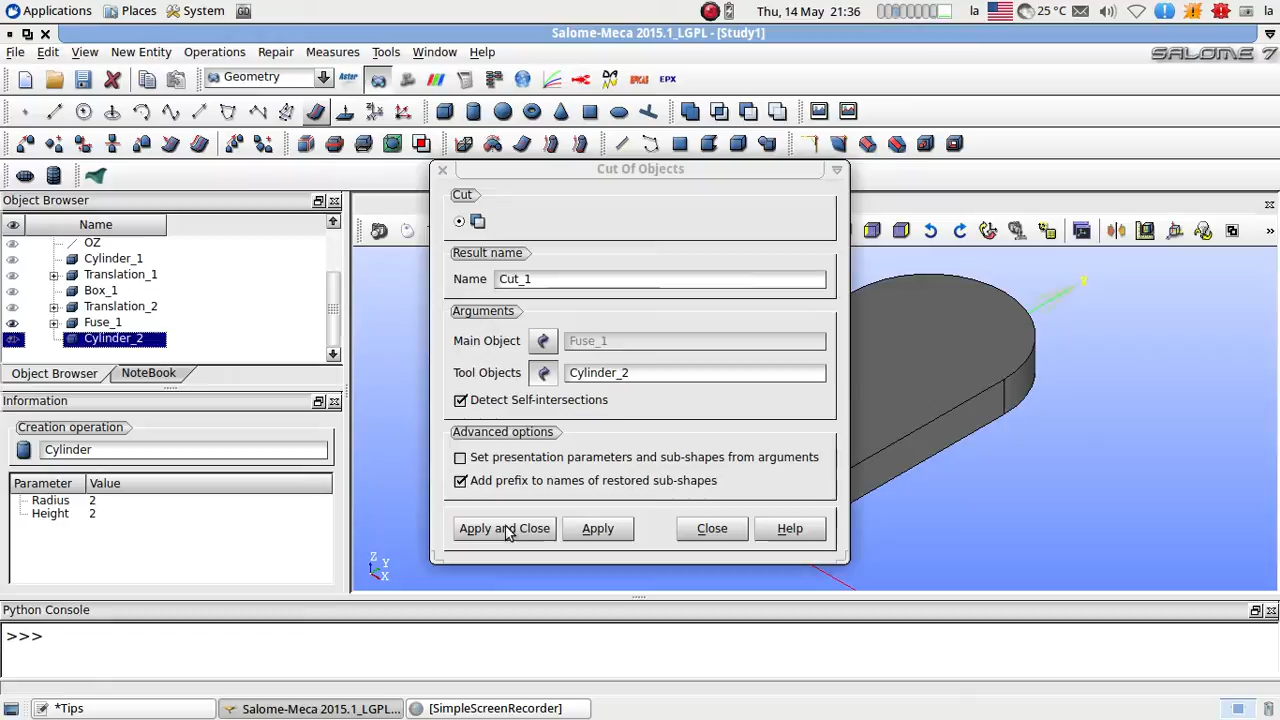 Applications Places System Thu, 14 May 21:36 la 25 °C la
Salome-Meca 2015.1_LGPL - [Study1]
File Edit View New Entity Operations Repair Measures Tools Window Help
SALOME 7
Geometry
EPX
Object Browser
Name
OZ
Cylinder_1
Translation_1
Box_1
Translation_2
Fuse_1
Cylinder_2
Object Browser NoteBook
Information
Creation operation
Cylinder
Parameter Value
Radius 2
Height 2
Cut Of Objects
Cut
Result name
Name Cut_1
Arguments
Main Object Fuse_1
Tool Objects Cylinder_2
Detect Self-intersections
Advanced options
Set presentation parameters and sub-shapes from arguments
Add prefix to names of restored sub-shapes
Apply and Close Apply Close Help
Y
Z
Y
X
»
Python Console
>>>
*Tips Salome-Meca 2015.1_LGPL... [SimpleScreenRecorder]